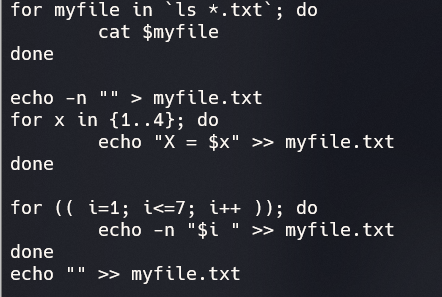 for myfile in `ls *.txt`; do
        cat $myfile
done

echo -n "" > myfile.txt
for x in {1..4}; do
        echo "X = $x" >> myfile.txt
done

for (( i=1; i<=7; i++ )); do
        echo -n "$i " >> myfile.txt
done
echo "" >> myfile.txt